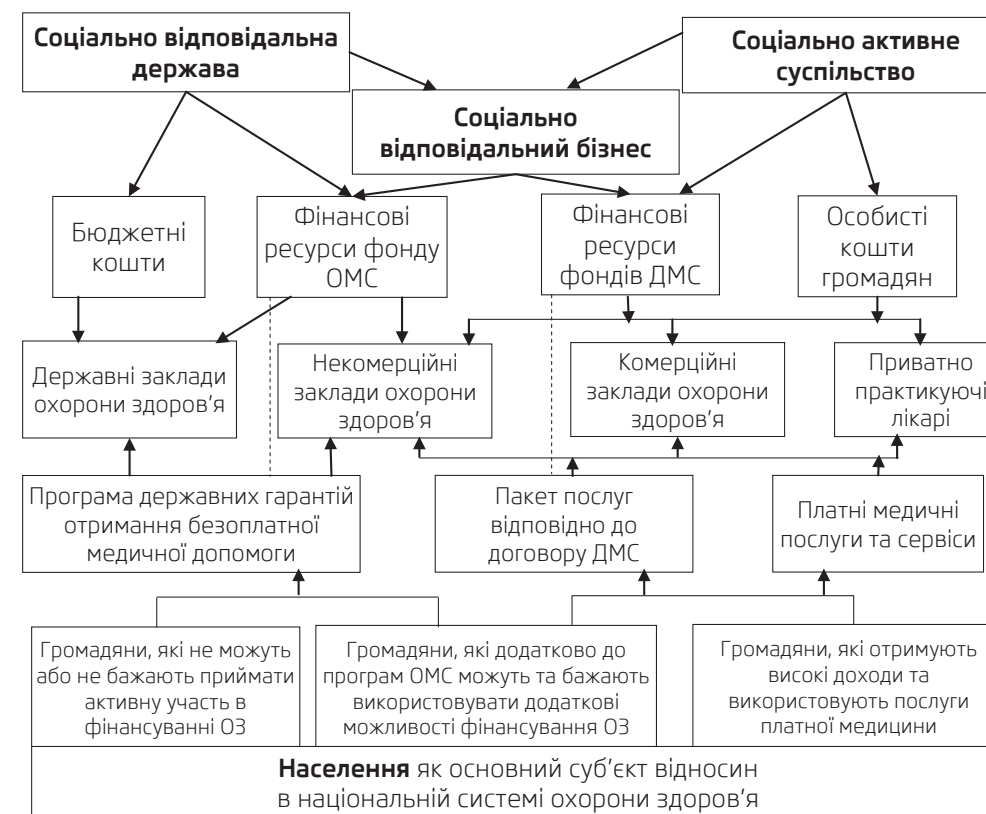 Соціально відповідальна
держава
Соціально активне
суспільство
Соціально
відповідальний бізнес
Бюджетні
кошти
Фінансові
ресурси фонду
ОМС
Фінансові
ресурси
фондів ДМС
Особисті
кошти
громадян
Державні заклади
охорони здоров’я
Некомерційні
заклади охорони
здоров’я
Комерційні
заклади охорони
здоров’я
Приватно
практикуючі
лікарі
Програма державних гарантій
отримання безоплатної
медичної допомоги
Пакет послуг
відповідно до
договору ДМС
Платні медичні
послуги та сервіси
Громадяни, які не можуть
або не бажають приймати
активну участь в
фінансуванні ОЗ
Громадяни, які додатково до
програм ОМС можуть та бажають
використовувати додаткові
можливості фінансування ОЗ
Громадяни, які отримують
високі доходи та
використовують послуги
платної медицини
Населення як основний суб’єкт відносин
в національній системі охорони здоров’я